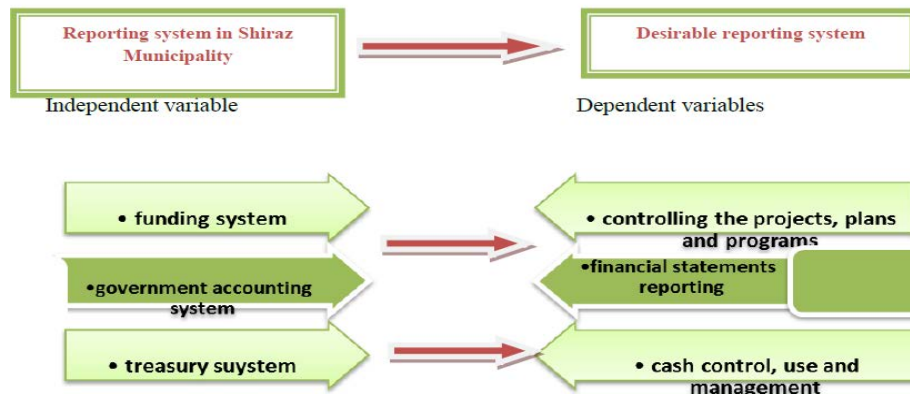 Reporting system in Shiraz
Municipality
Desirable reporting system
Independent variable
Dependent variables
• funding system
• controlling the projects, plans
and programs
•government accounting
system
•financial statements
reporting
• treasury suystem
• cash control, use and
management